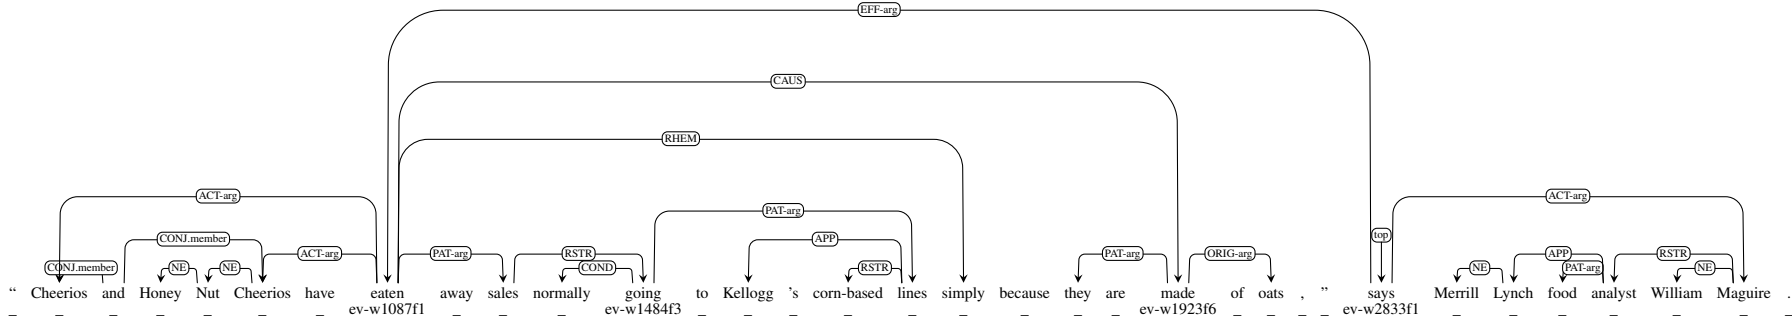 EFF-arg
CAUS
RHEM
ACT-arg ACT-arg
PAT-arg
CONJ.member APP top
ACT-arg PAT-arg RSTR PAT-arg ORIG-arg APP RSTR
CONJ.member NE NE COND RSTR NE PAT-arg NE
“ Cheerios and Honey Nut Cheerios have eaten away sales normally going to Kellogg 's corn-based lines simply because they are made of oats , ” says Merrill Lynch food analyst William Maguire .
_ _ _ _ _ _ _ ev-w1087f1 _ _ _ ev-w1484f3 _ _ _ _ _ _ _ _ _ ev-w1923f6 _ _ _ _ ev-w2833f1 _ _ _ _ _ _ _